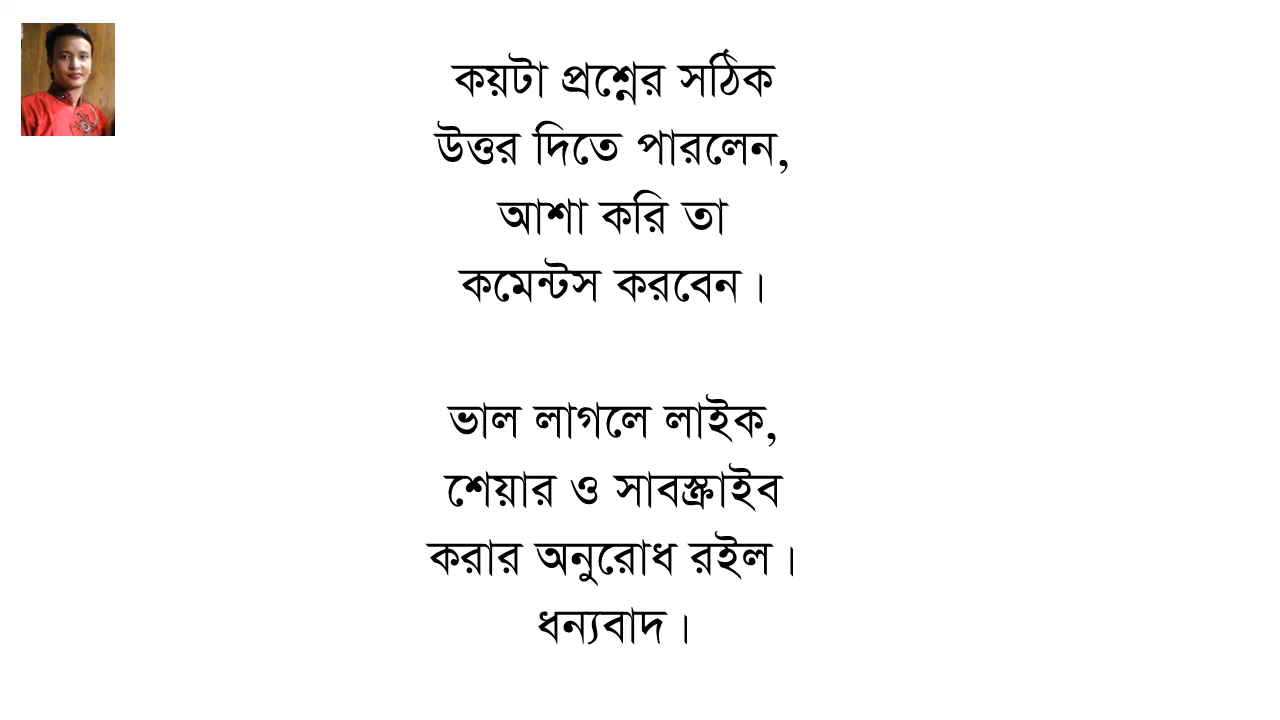 কয়টা প্রশ্নের সঠিক
উত্তর দিতে পারলেন,
আশা করি তা
কমেন্টস করবেন।
ভাল লাগলে লাইক,
শেয়ার ও সাবস্ক্রাইব
করার অনুরোধ রইল।
ধন্যবাদ।